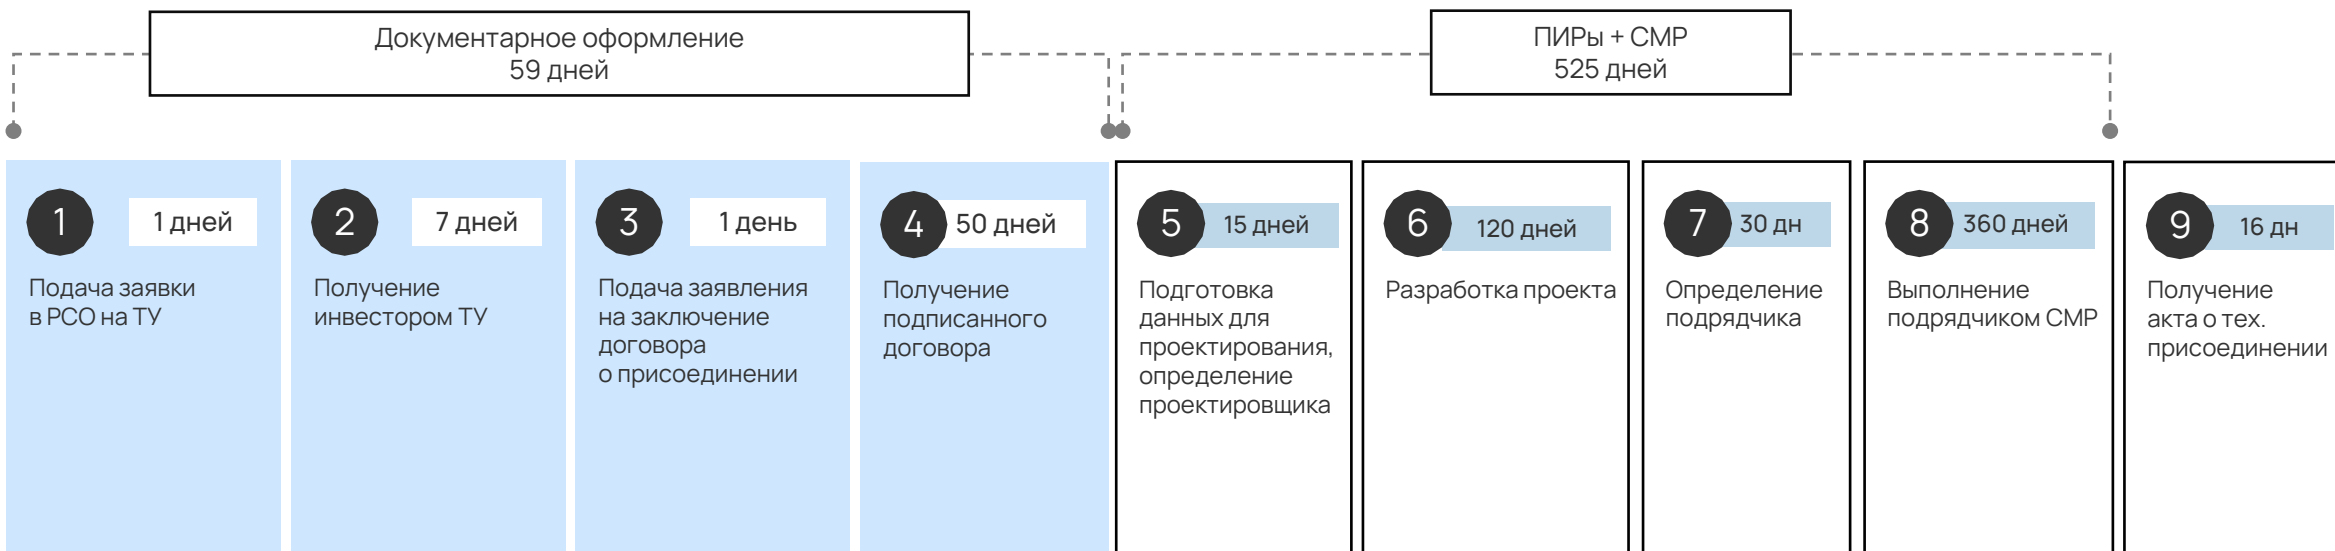 Документарное оформление
59 дней
ПИРы + СМР
525 дней
1
1 дней
Подача заявки
в РСО на ТУ
2
7 дней
Получение
инвестором ТУ
3
1 день
Подача заявления
на заключение
договора
о присоединении
4
50 дней
Получение
подписанного
договора
5
15 дней
Подготовка
данных для
проектирования,
определение
проектировщика
6
120 дней
Разработка проекта
7
30 дн
Определение
подрядчика
8
360 дней
Выполнение
подрядчиком СМР
9
16 дн
Получение
акта о тех.
присоединении